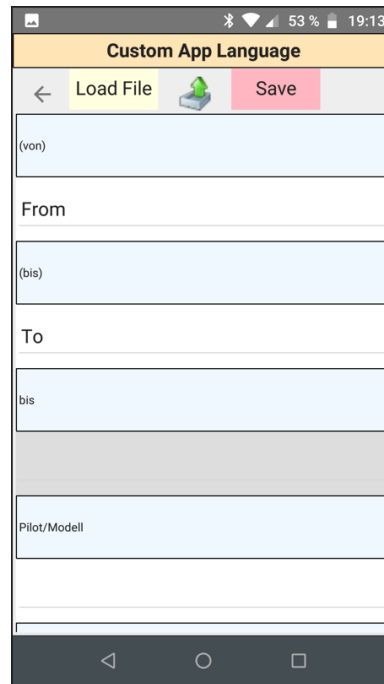 53 % 19:13
Custom App Language
Load File Save
(von)
From
(bis)
To
bis
Pilot/Modell